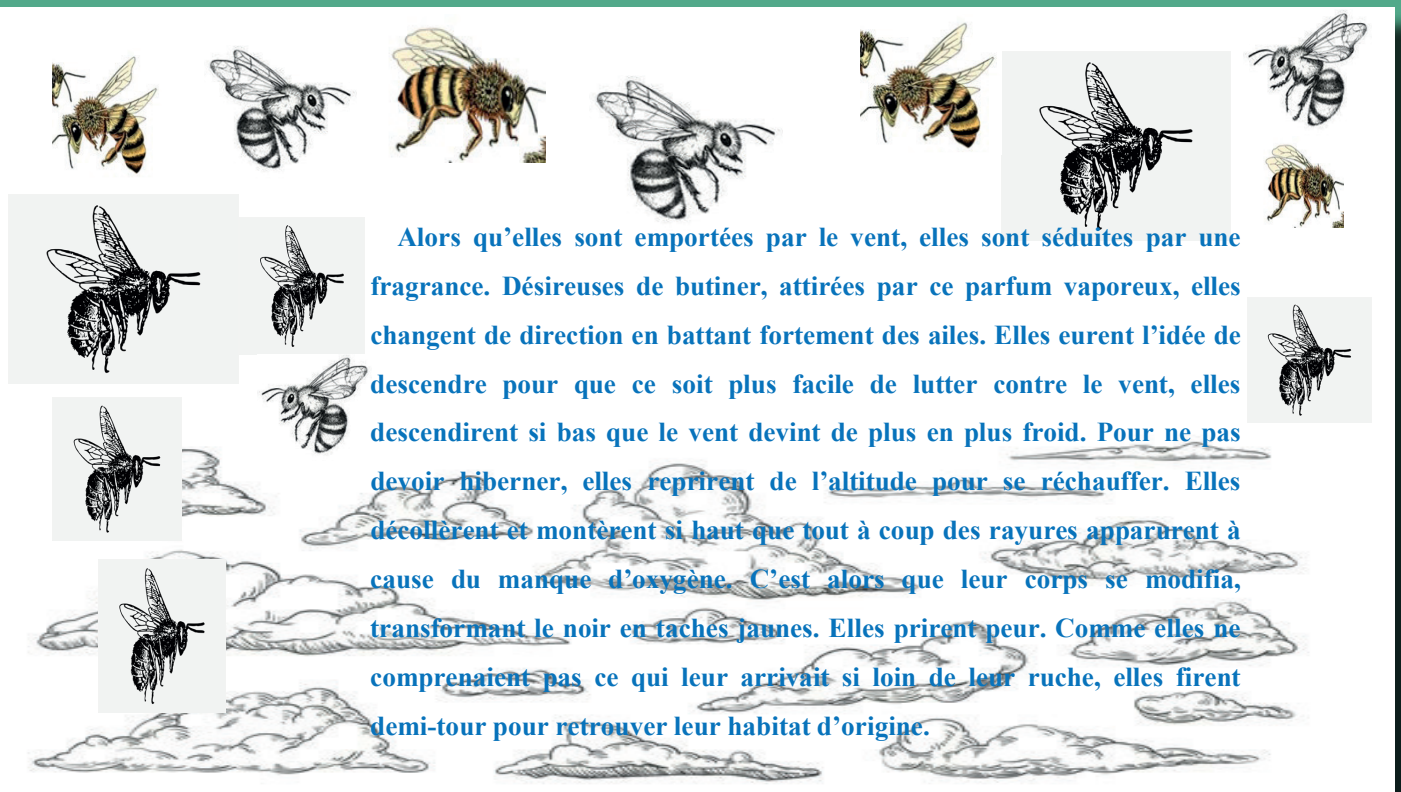 Alors qu’elles sont emportées par le vent, elles sont séduites par une
fragrance. Désireuses de butiner, attirées par ce parfum vaporeux, elles
changent de direction en battant fortement des ailes. Elles eurent l’idée de
descendre pour que ce soit plus facile de lutter contre le vent, elles
descendirent si bas que le vent devint de plus en plus froid. Pour ne pas
devoir hiberner, elles reprirent de l’altitude pour se réchauffer. Elles
décollèrent et montèrent si haut que tout à coup des rayures apparurent à
cause du manque d’oxygène. C’est alors que leur corps se modifia,
transformant le noir en taches jaunes. Elles prirent peur. Comme elles ne
comprenaient pas ce qui leur arrivait si loin de leur ruche, elles firent
demi-tour pour retrouver leur habitat d’origine.